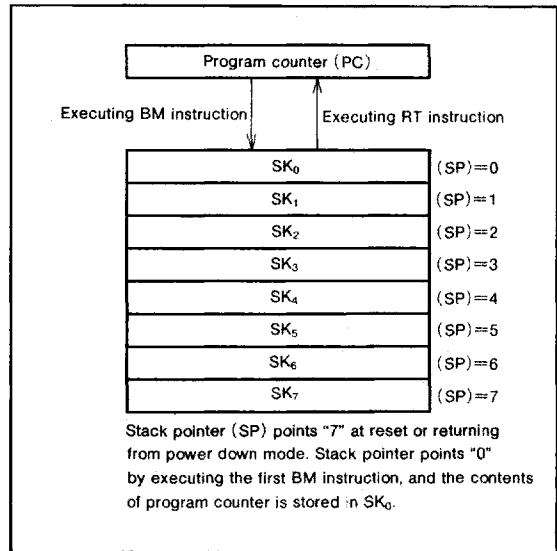 Program counter (PC)
Executing BM instruction
Executing RT instruction
SK₀ (SP)=0
SK₁ (SP)=1
SK₂ (SP)=2
SK₃ (SP)=3
SK₄ (SP)=4
SK₅ (SP)=5
SK₆ (SP)=6
SK₇ (SP)=7
Stack pointer (SP) points "7" at reset or returning
from power down mode. Stack pointer points "0"
by executing the first BM instruction, and the contents
of program counter is stored in SK₀.